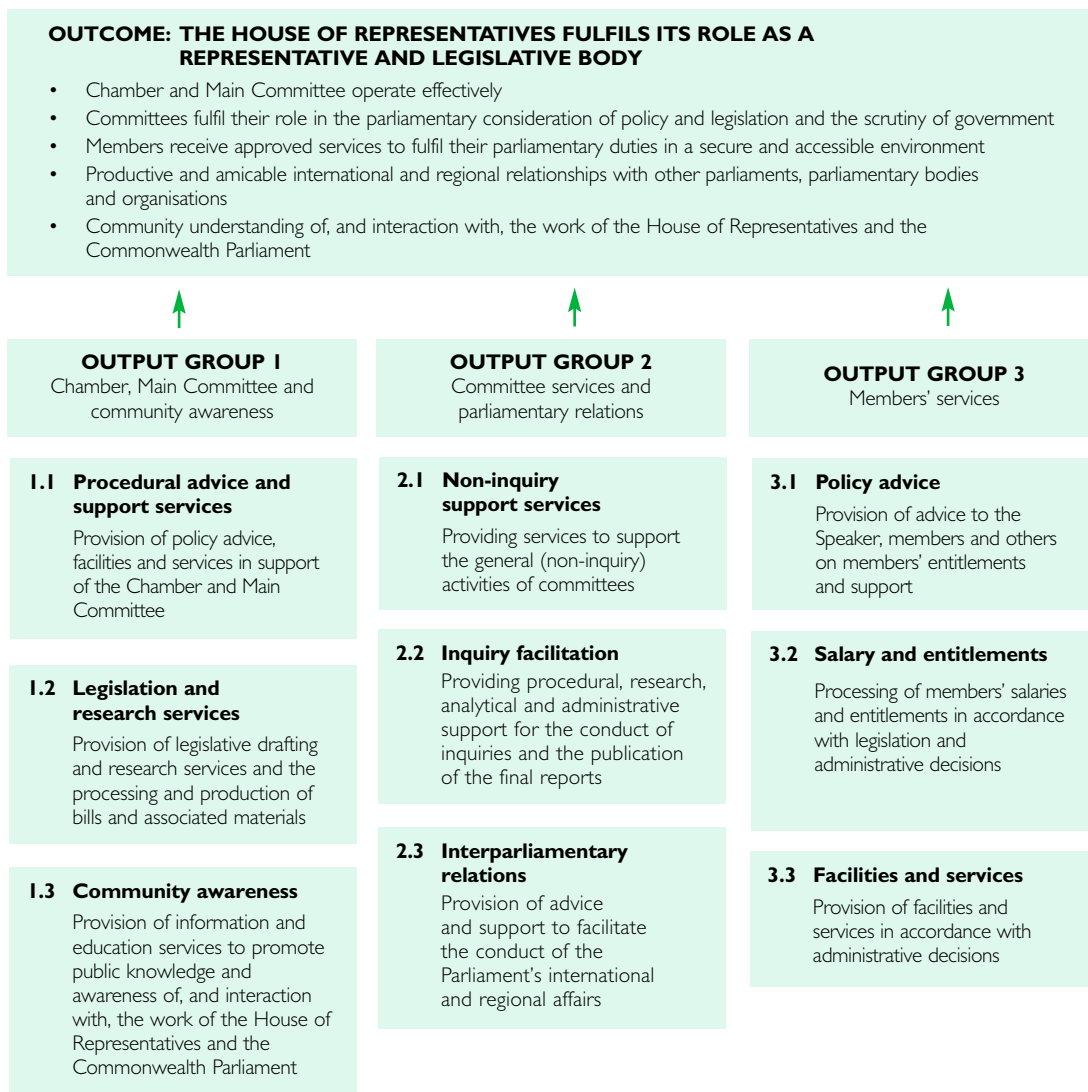 OUTCOME: THE HOUSE OF REPRESENTATIVES FULFILS ITS ROLE AS A
REPRESENTATIVE AND LEGISLATIVE BODY
• Chamber and Main Committee operate effectively
• Committees fulfil their role in the parliamentary consideration of policy and legislation and the scrutiny of government
• Members receive approved services to fulfil their parliamentary duties in a secure and accessible environment
• Productive and amicable international and regional relationships with other parliaments, parliamentary bodies
and organisations
• Community understanding of, and interaction with, the work of the House of Representatives and the
Commonwealth Parliament
OUTPUT GROUP 1
Chamber, Main Committee and
community awareness
1.1 Procedural advice and
support services
Provision of policy advice,
facilities and services in support
of the Chamber and Main
Committee
1.2 Legislation and
research services
Provision of legislative drafting
and research services and the
processing and production of
bills and associated materials
1.3 Community awareness
Provision of information and
education services to promote
public knowledge and
awareness of, and interaction
with, the work of the House of
Representatives and the
Commonwealth Parliament
OUTPUT GROUP 2
Committee services and
parliamentary relations
2.1 Non-inquiry
support services
Providing services to support
the general (non-inquiry)
activities of committees
2.2 Inquiry facilitation
Providing procedural, research,
analytical and administrative
support for the conduct of
inquiries and the publication
of the final reports
2.3 Interparliamentary
relations
Provision of advice
and support to facilitate
the conduct of the
Parliament's international
and regional affairs
OUTPUT GROUP 3
Members' services
3.1 Policy advice
Provision of advice to the
Speaker, members and others
on members' entitlements
and support
3.2 Salary and entitlements
Processing of members' salaries
and entitlements in accordance
with legislation and
administrative decisions
3.3 Facilities and services
Provision of facilities and
services in accordance with
administrative decisions